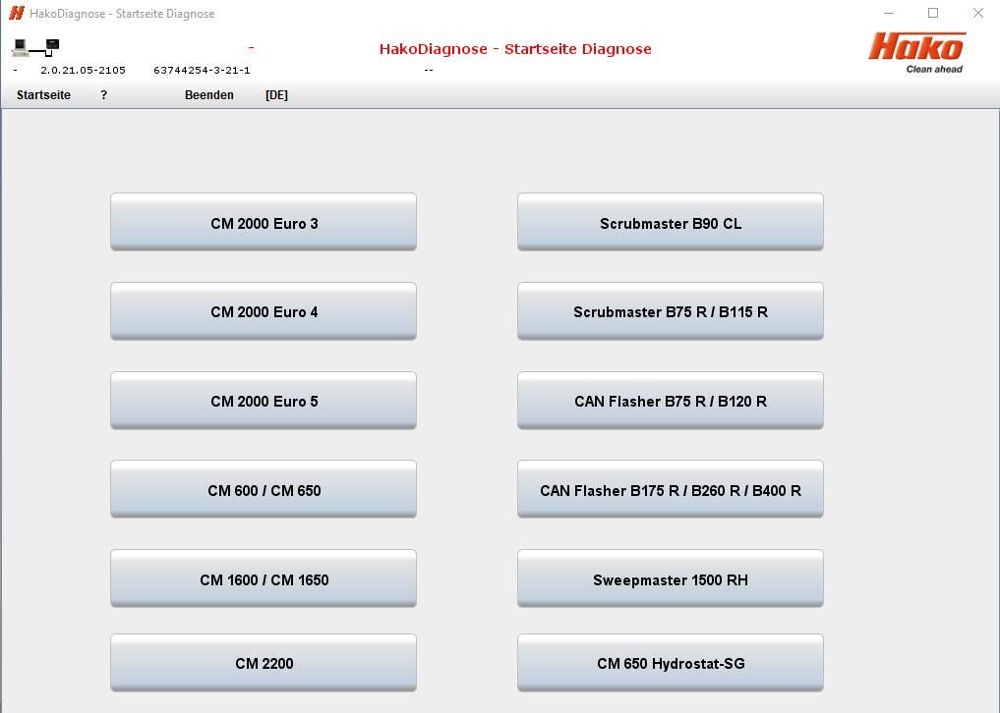 HakoDiagnose - Startseite Diagnose
-
HakoDiagnose - Startseite Diagnose
Hako
Clean ahead
- 2.0.21.05-2105 63744254-3-21-1 --
Startseite ? Beenden [DE]
CM 2000 Euro 3
Scrubmaster B90 CL
CM 2000 Euro 4
Scrubmaster B75 R / B115 R
CM 2000 Euro 5
CAN Flasher B75 R / B120 R
CM 600 / CM 650
CAN Flasher B175 R / B260 R / B400 R
CM 1600 / CM 1650
Sweepmaster 1500 RH
CM 2200
CM 650 Hydrostat-SG